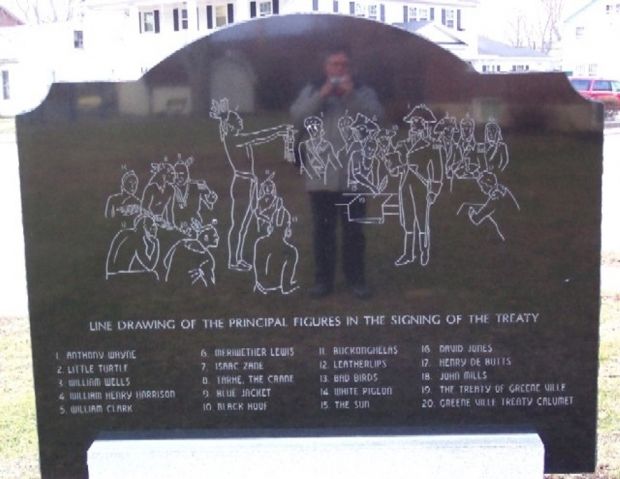 LINE DRAWING OF THE PRINCIPAL FIGURES IN THE SIGNING OF THE TREATY
1. ANTHONY WAYNE
2. LITTLE TURTLE
3. WILLIAM WELLS
4. WILLIAM HENRY HARRISON
5. WILLIAM CLARK
6. MERIWETHER LEWIS
7. ISAAC ZANE
8. TARHE, THE CRANE
9. BLUE JACKET
10. BLACK HOOF
11. BUCKONGHELAS
12. LEATHERLIPS
13. BAD BIRDS
14. WHITE PIGEON
15. THE SUN
16. DAVID JONES
17. HENRY DE BUTTS
18. JOHN MILLS
19. THE TREATY OF GREENE VILLE
20. GREENE VILLE TREATY CALUMET